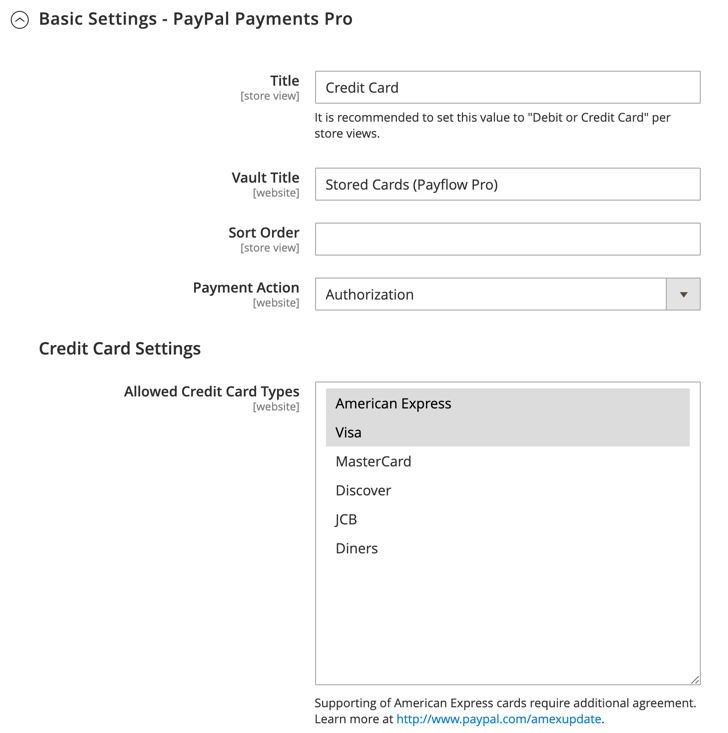 Basic Settings - PayPal Payments Pro
Title
[store view]
Credit Card
It is recommended to set this value to "Debit or Credit Card" per
store views.
Vault Title
[website]
Stored Cards (Payflow Pro)
Sort Order
[store view]
Payment Action
[website]
Authorization
Credit Card Settings
Allowed Credit Card Types
[website]
American Express
Visa
MasterCard
Discover
JCB
Diners
Supporting of American Express cards require additional agreement.
Learn more at http://www.paypal.com/amexupdate.